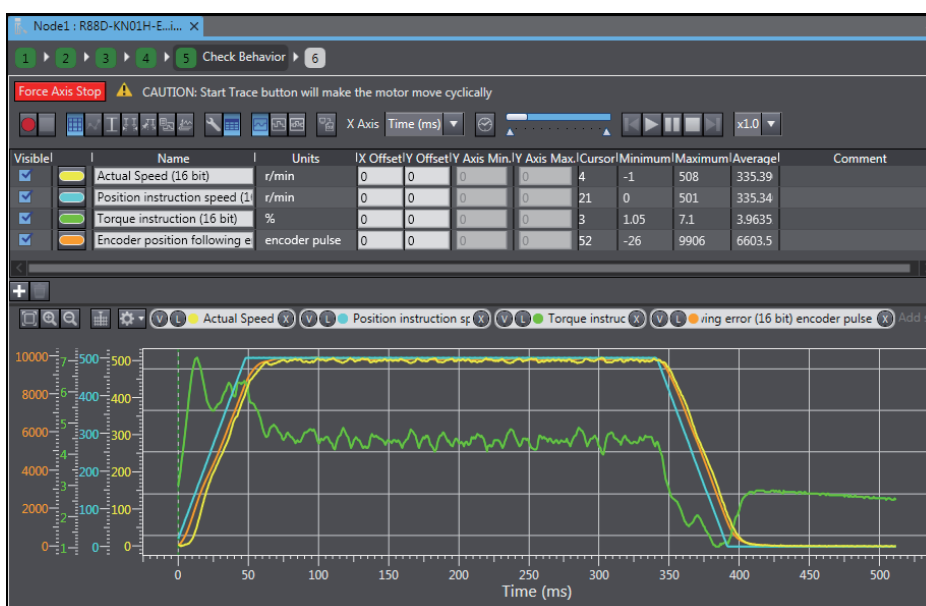 Node1 : R88D-KN01H-E...i... X
1 2 3 4 5 Check Behavior 6
Force Axis Stop CAUTION: Start Trace button will make the motor move cyclically
X Axis Time (ms) x1.0
Visible Name Units X Offset Y Offset Y Axis Min. Y Axis Max. Cursor Minimum Maximum Average Comment
Actual Speed (16 bit) r/min 0 0 0 0 4 -1 508 335.39
Position instruction speed (1 r/min 0 0 0 0 21 0 501 335.34
Torque instruction (16 bit) % 0 0 0 0 3 1.05 7.1 3.9635
Encoder position following e encoder pulse 0 0 0 0 52 -26 9906 6603.5
V L Actual Speed X V L Position instruction sp X V L Torque instruc X V L ving error (16 bit) encoder pulse X Add
10000 7 500 500
8000 6 400 400
6000 5 300 300
4000 4 200 200
2000 3 100 100
0 2 0 0
1
0 50 100 150 200 250 300 350 400 450 500
Time (ms)